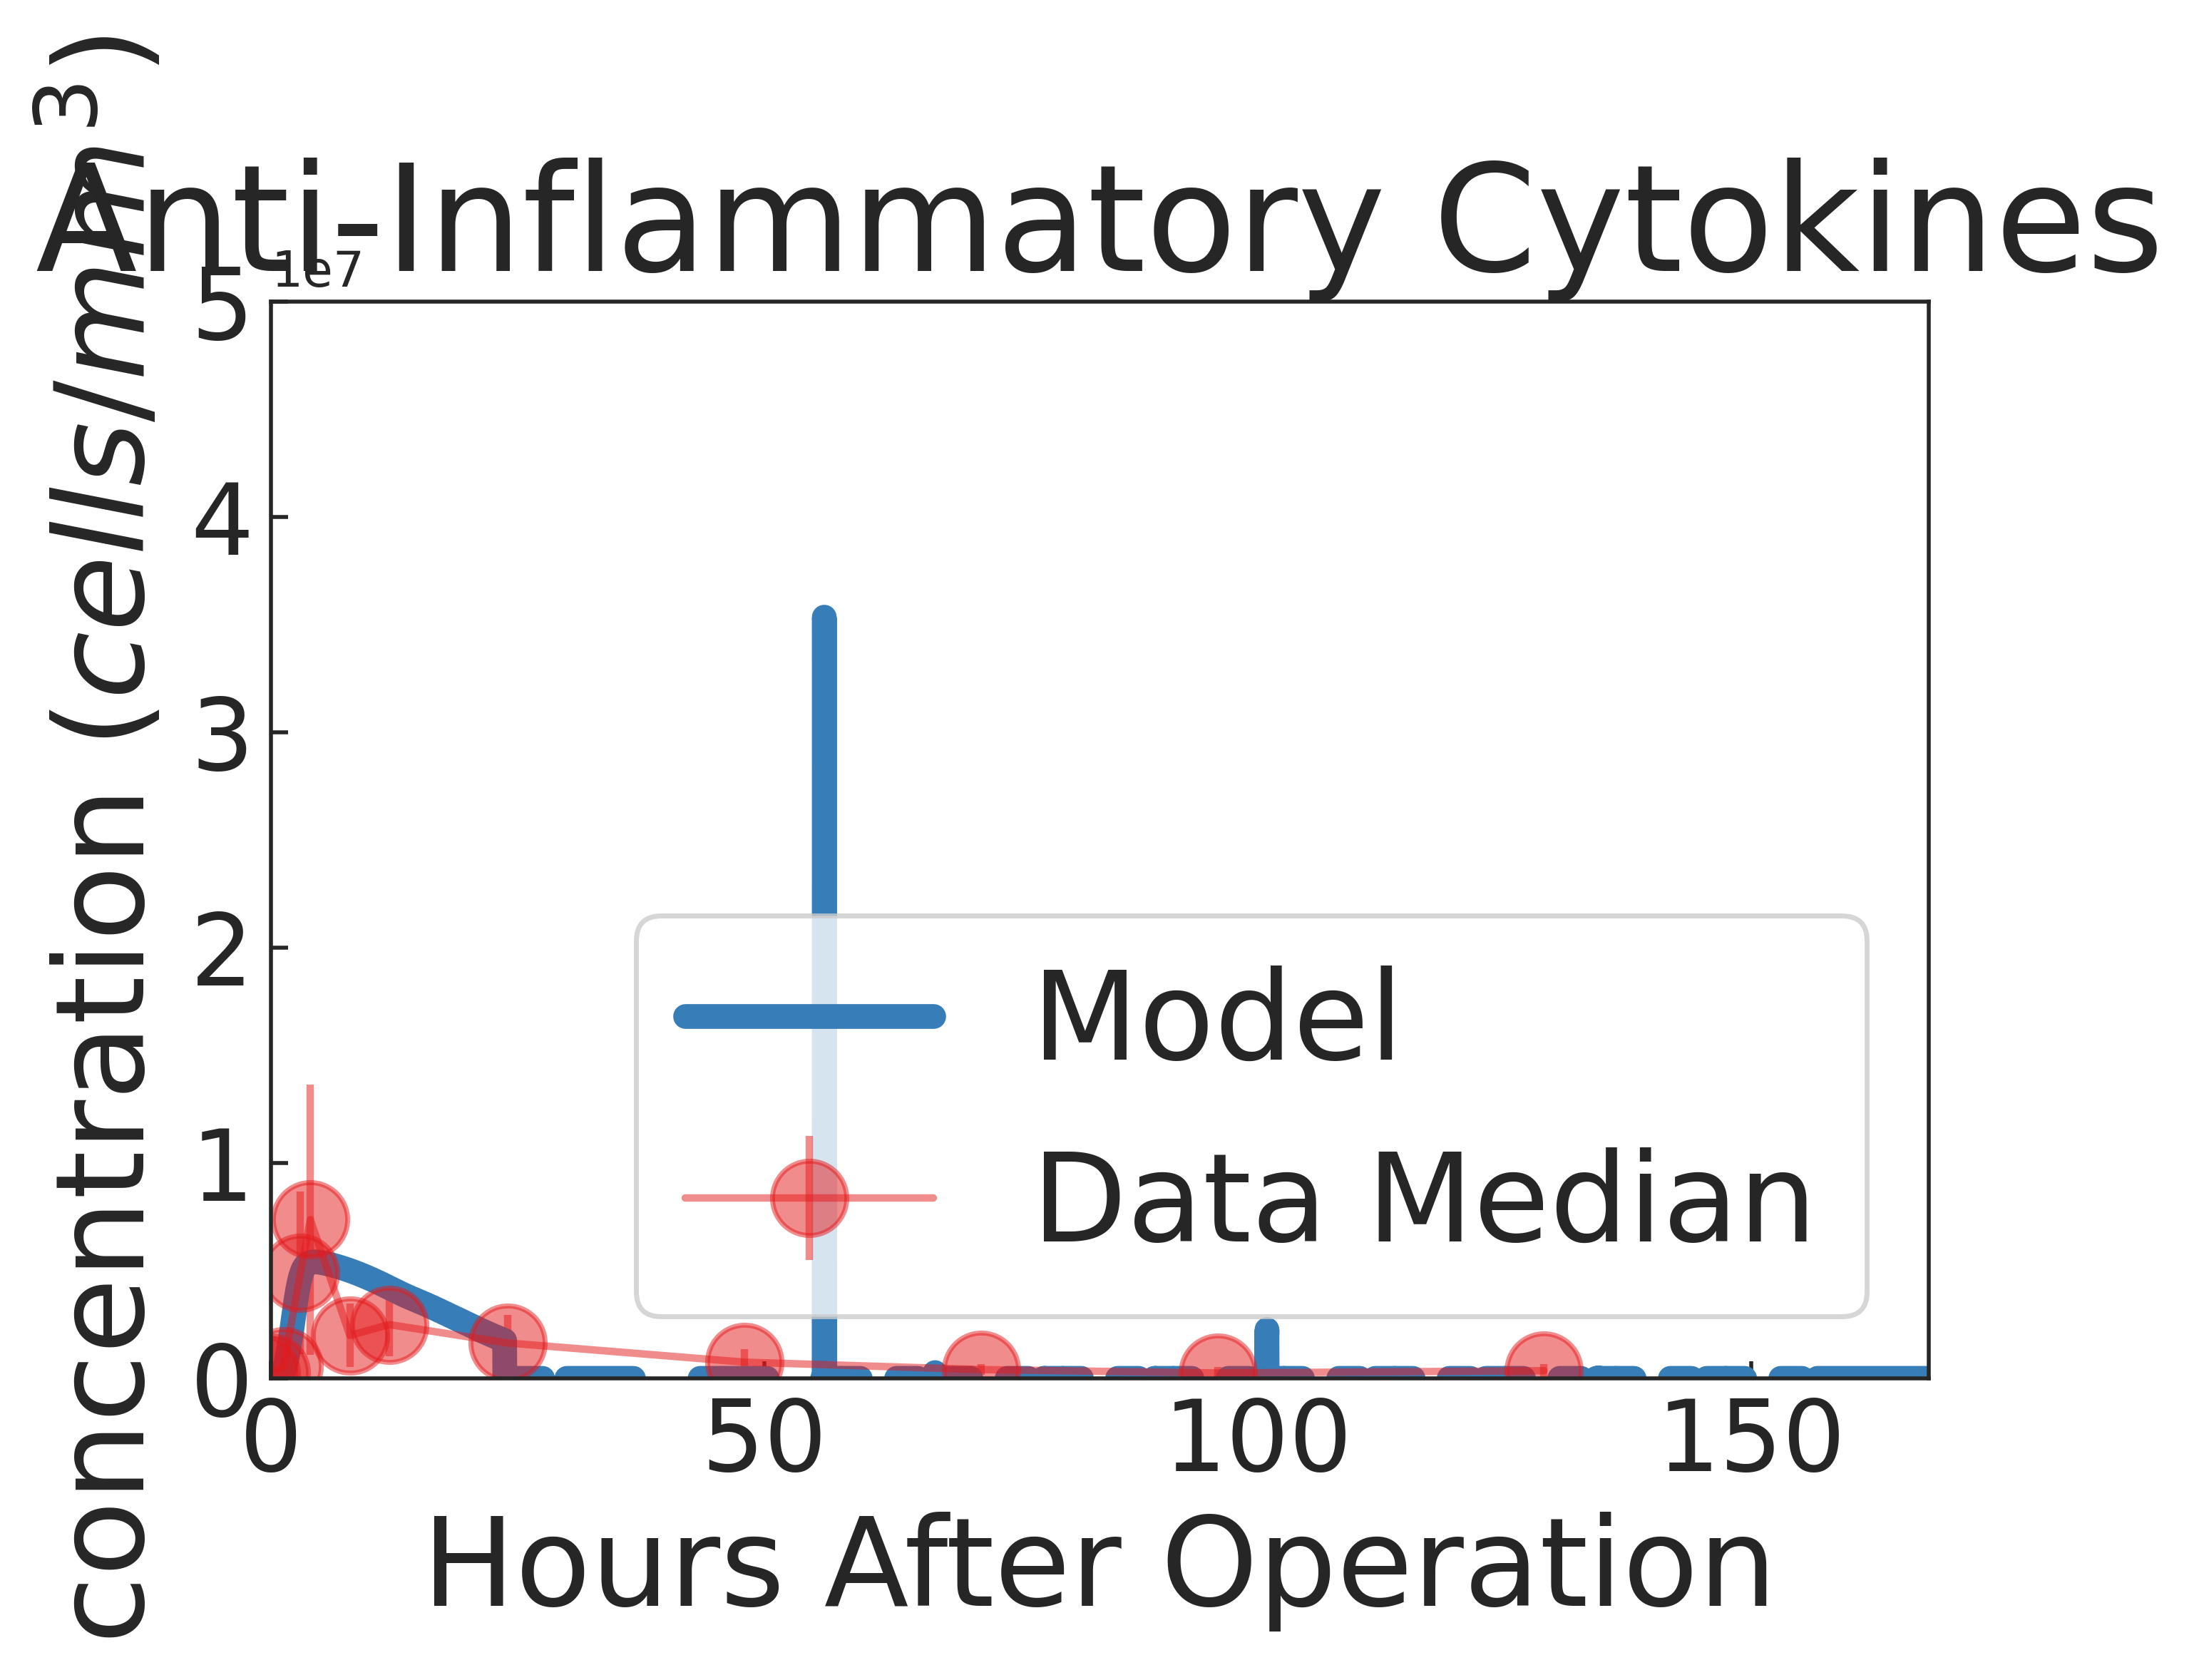 Anti-Inflammatory Cytokines
1e7
concentration (cells/mm3)
5
4
3
2
1
0
Model
Data Median
0 50 100 150
Hours After Operation